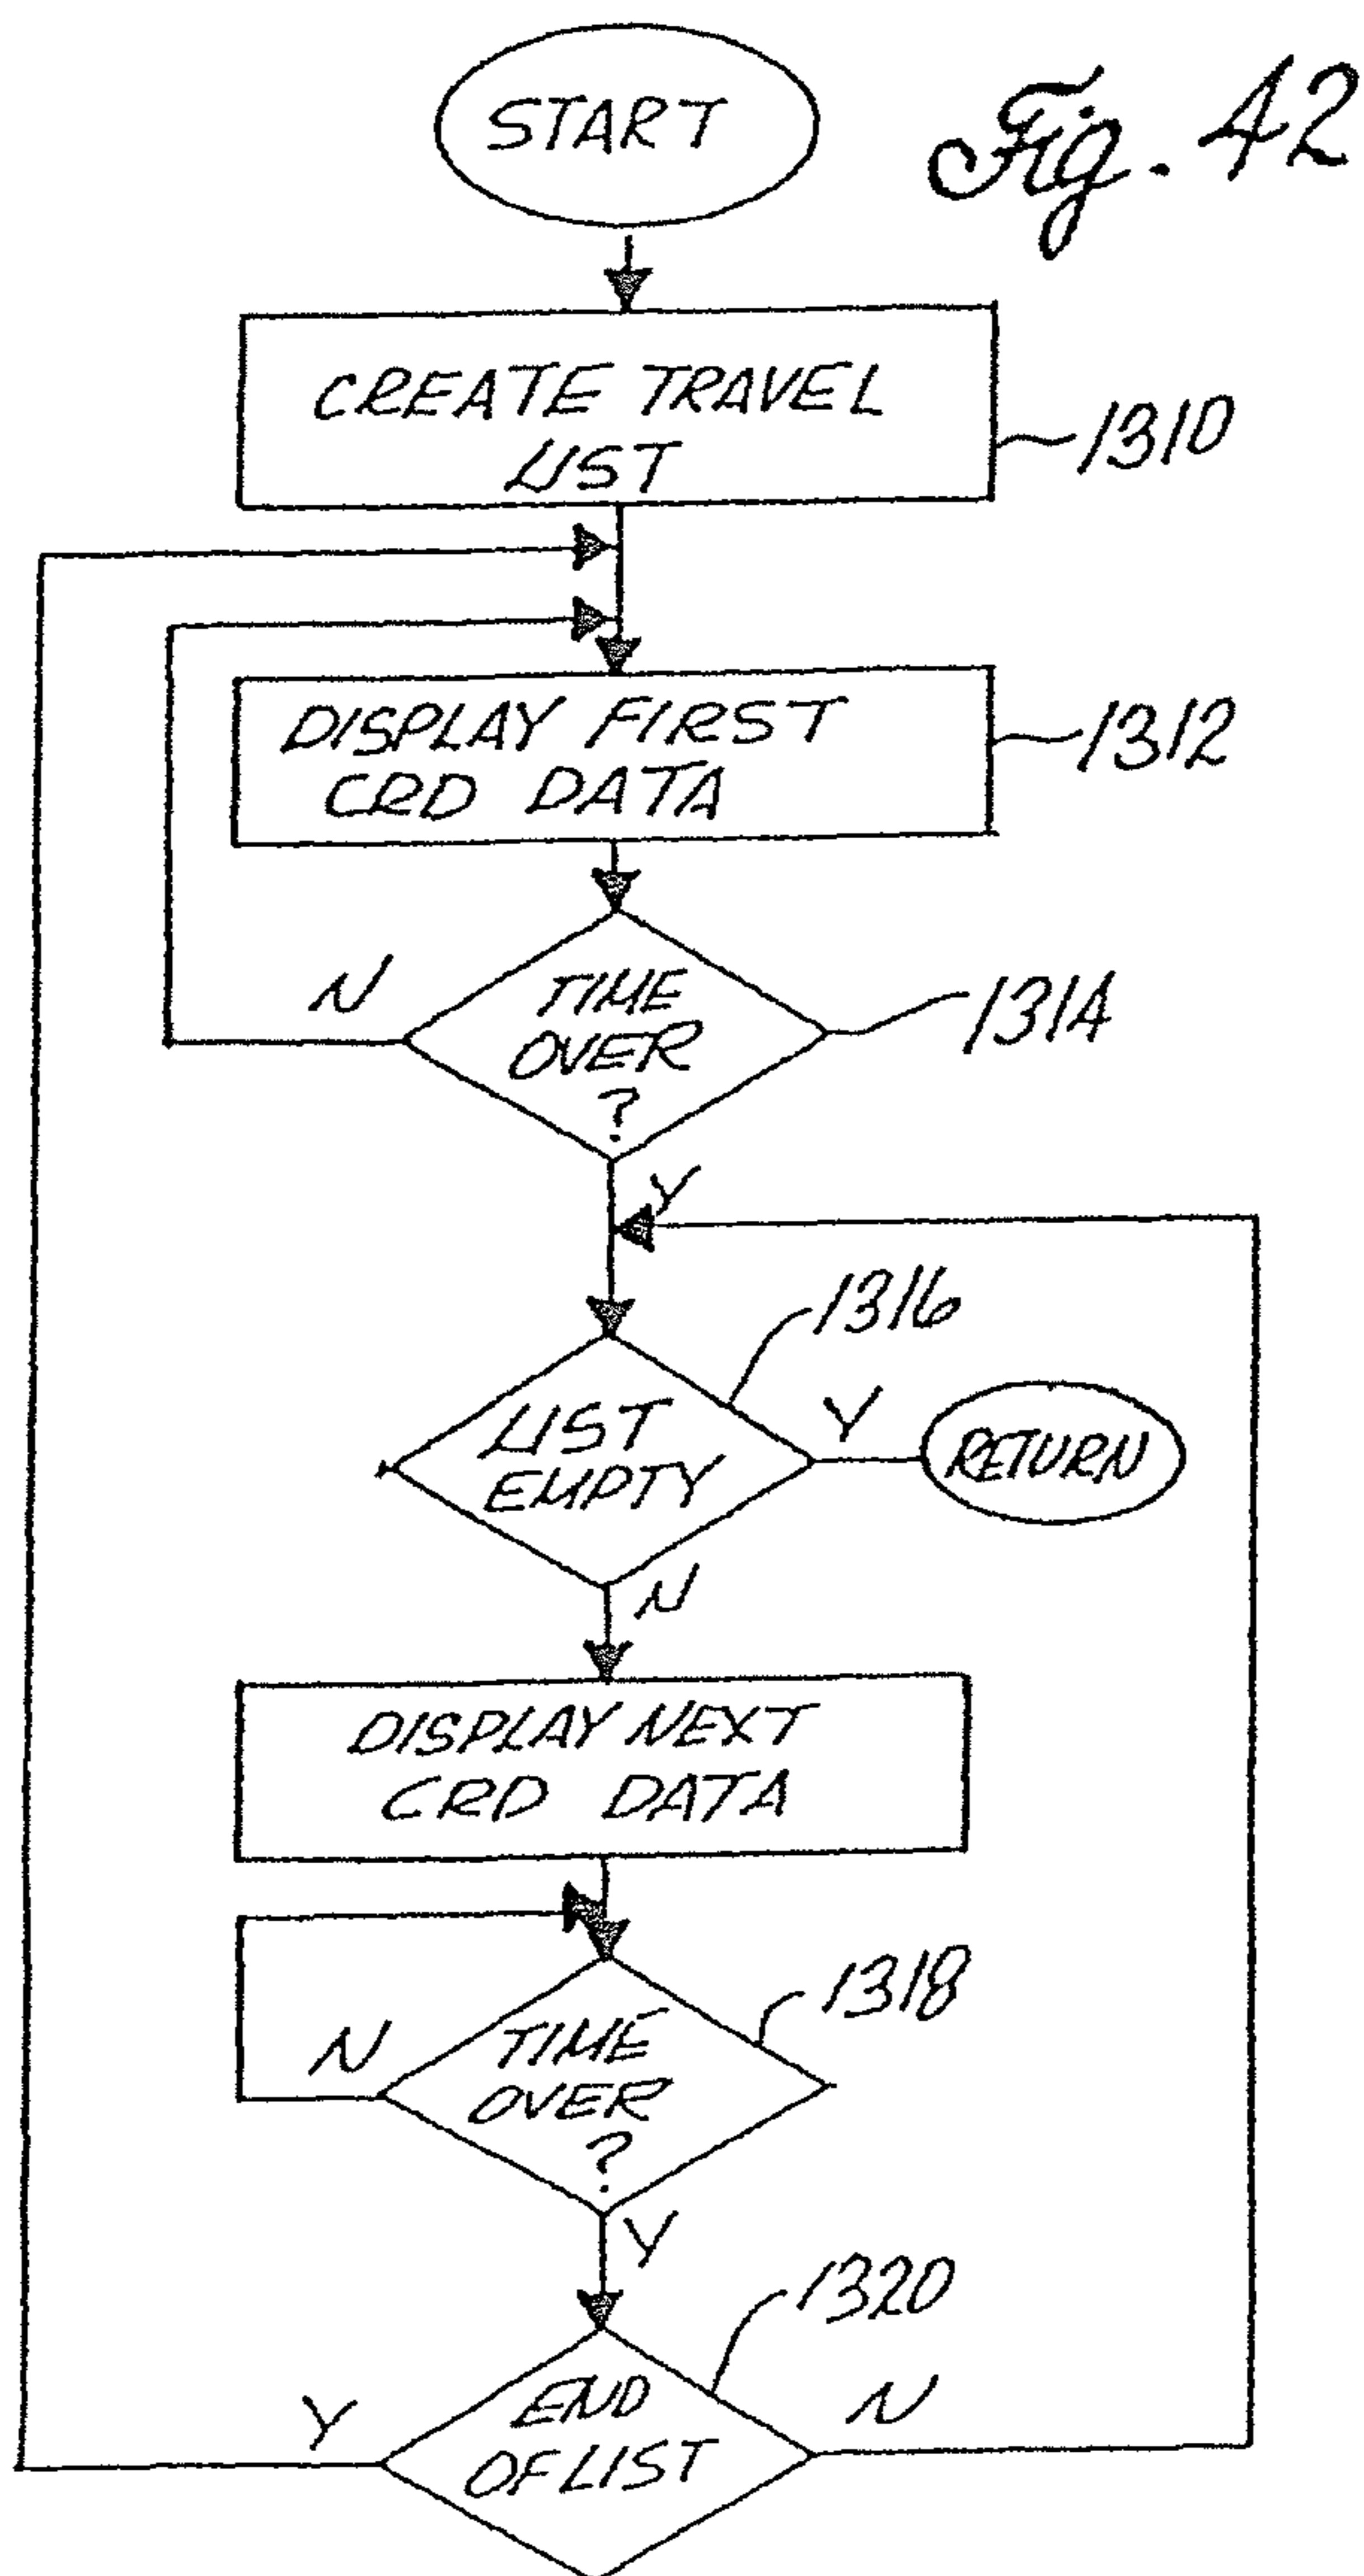 START
Fig. 42
CREATE TRAVEL
LIST
1310
DISPLAY FIRST
CRD DATA
1312
N
TIME
OVER
?
1314
Y
1316
LIST
EMPTY
Y
RETURN
N
DISPLAY NEXT
CRD DATA
1318
N
TIME
OVER
?
Y
1320
Y
END
OF LIST
N